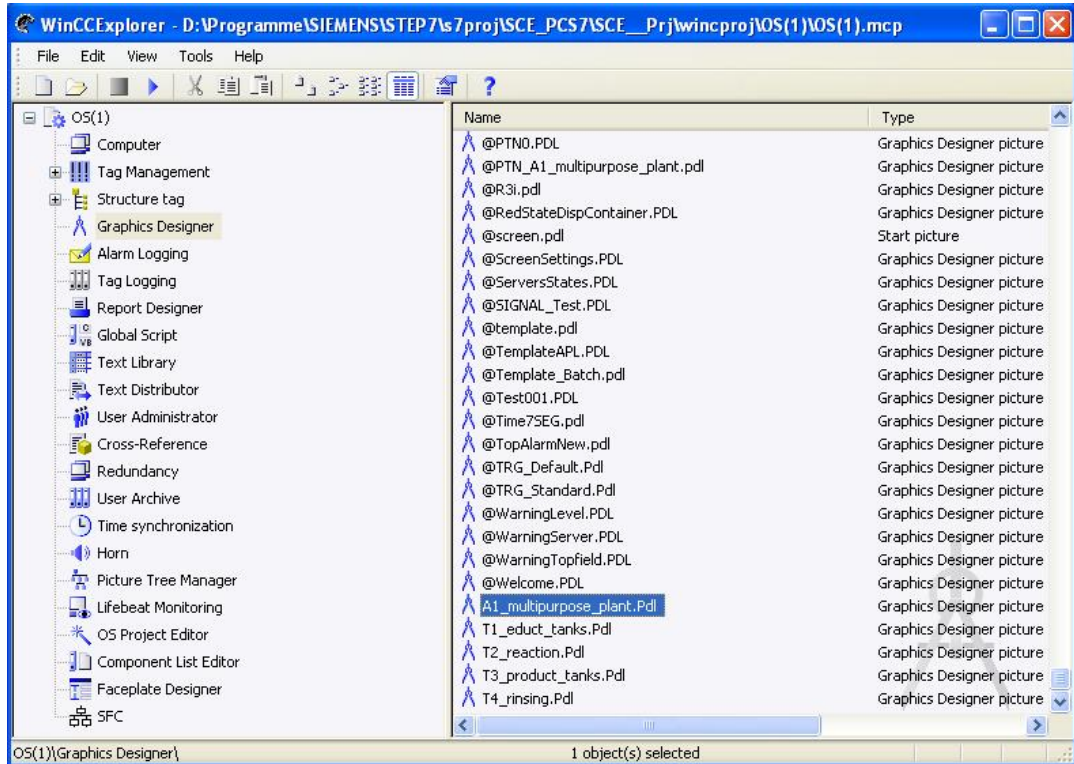 WinCCExplorer - D:\Programme\SIEMENS\STEP7\s7proj\SCE_PCS7\SCE__Prj\wincproj\OS(1)\OS(1).mcp
File Edit View Tools Help
OS(1)
Computer
Tag Management
Structure tag
Graphics Designer
Alarm Logging
Tag Logging
Report Designer
Global Script
Text Library
Text Distributor
User Administrator
Cross-Reference
Redundancy
User Archive
Time synchronization
Horn
Picture Tree Manager
Lifebeat Monitoring
OS Project Editor
Component List Editor
Faceplate Designer
SFC
Name Type
@PTN0.PDL Graphics Designer picture
@PTN_A1_multipurpose_plant.pdl Graphics Designer picture
@R3i.pdl Graphics Designer picture
@RedStateDispContainer.PDL Graphics Designer picture
@screen.pdl Start picture
@ScreenSettings.PDL Graphics Designer picture
@ServersStates.PDL Graphics Designer picture
@SIGNAL_Test.PDL Graphics Designer picture
@template.pdl Graphics Designer picture
@TemplateAPL.PDL Graphics Designer picture
@Template_Batch.pdl Graphics Designer picture
@Test001.PDL Graphics Designer picture
@Time7SEG.pdl Graphics Designer picture
@TopAlarmNew.pdl Graphics Designer picture
@TRG_Default.Pdl Graphics Designer picture
@TRG_Standard.Pdl Graphics Designer picture
@WarningLevel.PDL Graphics Designer picture
@WarningServer.PDL Graphics Designer picture
@WarningTopfield.PDL Graphics Designer picture
@Welcome.PDL Graphics Designer picture
A1_multipurpose_plant.Pdl Graphics Designer picture
T1_educt_tanks.Pdl Graphics Designer picture
T2_reaction.Pdl Graphics Designer picture
T3_product_tanks.Pdl Graphics Designer picture
T4_rinsing.Pdl Graphics Designer picture
OS(1)\Graphics Designer\ 1 object(s) selected